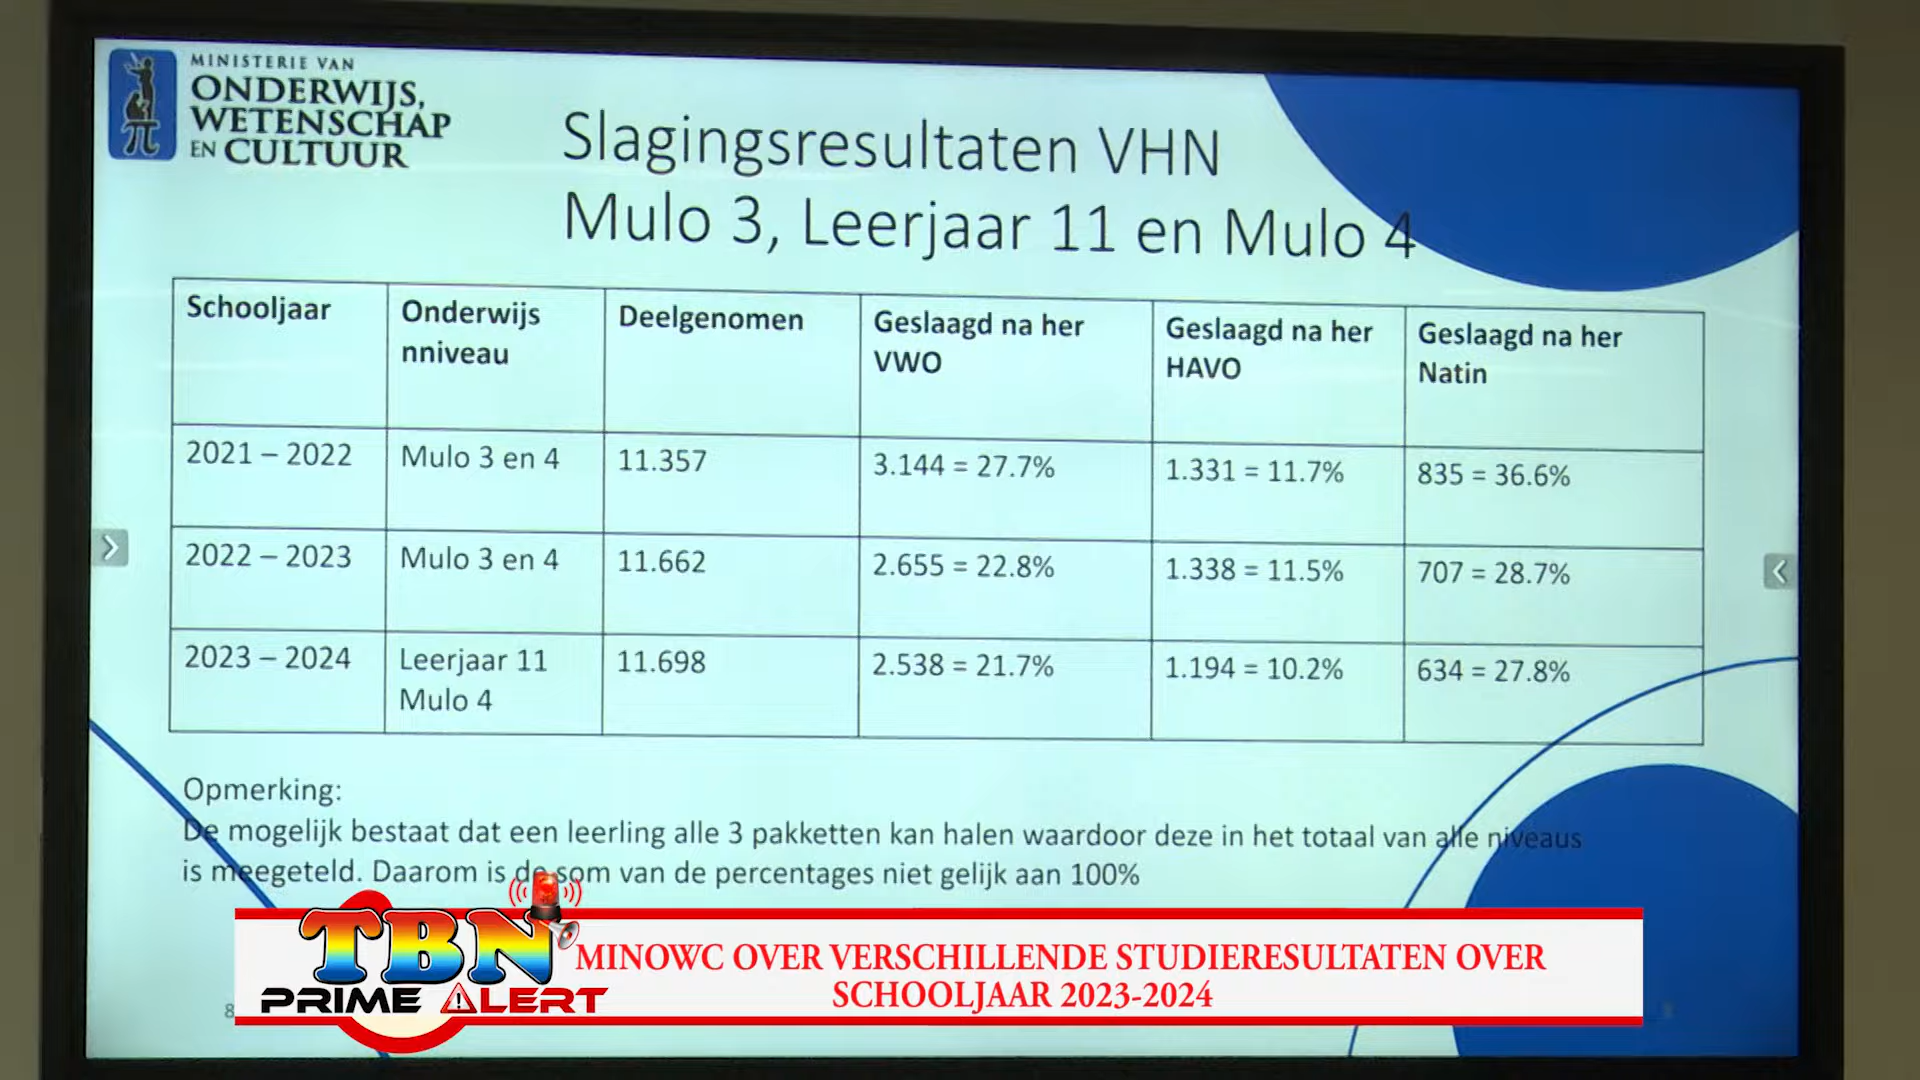 MINISTERIE VAN
ONDERWIJS,
WETENSCHAP
EN CULTUUR
Slagingsresultaten VHN
Mulo 3, Leerjaar 11 en Mulo 4
Schooljaar Onderwijs Deelgenomen Geslaagd na her Geslaagd na her Geslaagd na her
nniveau VWO HAVO Natin
2021 – 2022 Mulo 3 en 4 11.357 3.144 = 27.7% 1.331 = 11.7% 835 = 36.6%
2022 – 2023 Mulo 3 en 4 11.662 2.655 = 22.8% 1.338 = 11.5% 707 = 28.7%
2023 – 2024 Leerjaar 11 11.698 2.538 = 21.7% 1.194 = 10.2% 634 = 27.8%
Mulo 4
Opmerking:
De mogelijk bestaat dat een leerling alle 3 pakketten kan halen waardoor deze in het totaal van alle niveaus
is meegeteld. Daarom is de som van de percentages niet gelijk aan 100%
TBN
PRIME ALERT
MINOWC OVER VERSCHILLENDE STUDIERESULTATEN OVER
SCHOOLJAAR 2023-2024
8